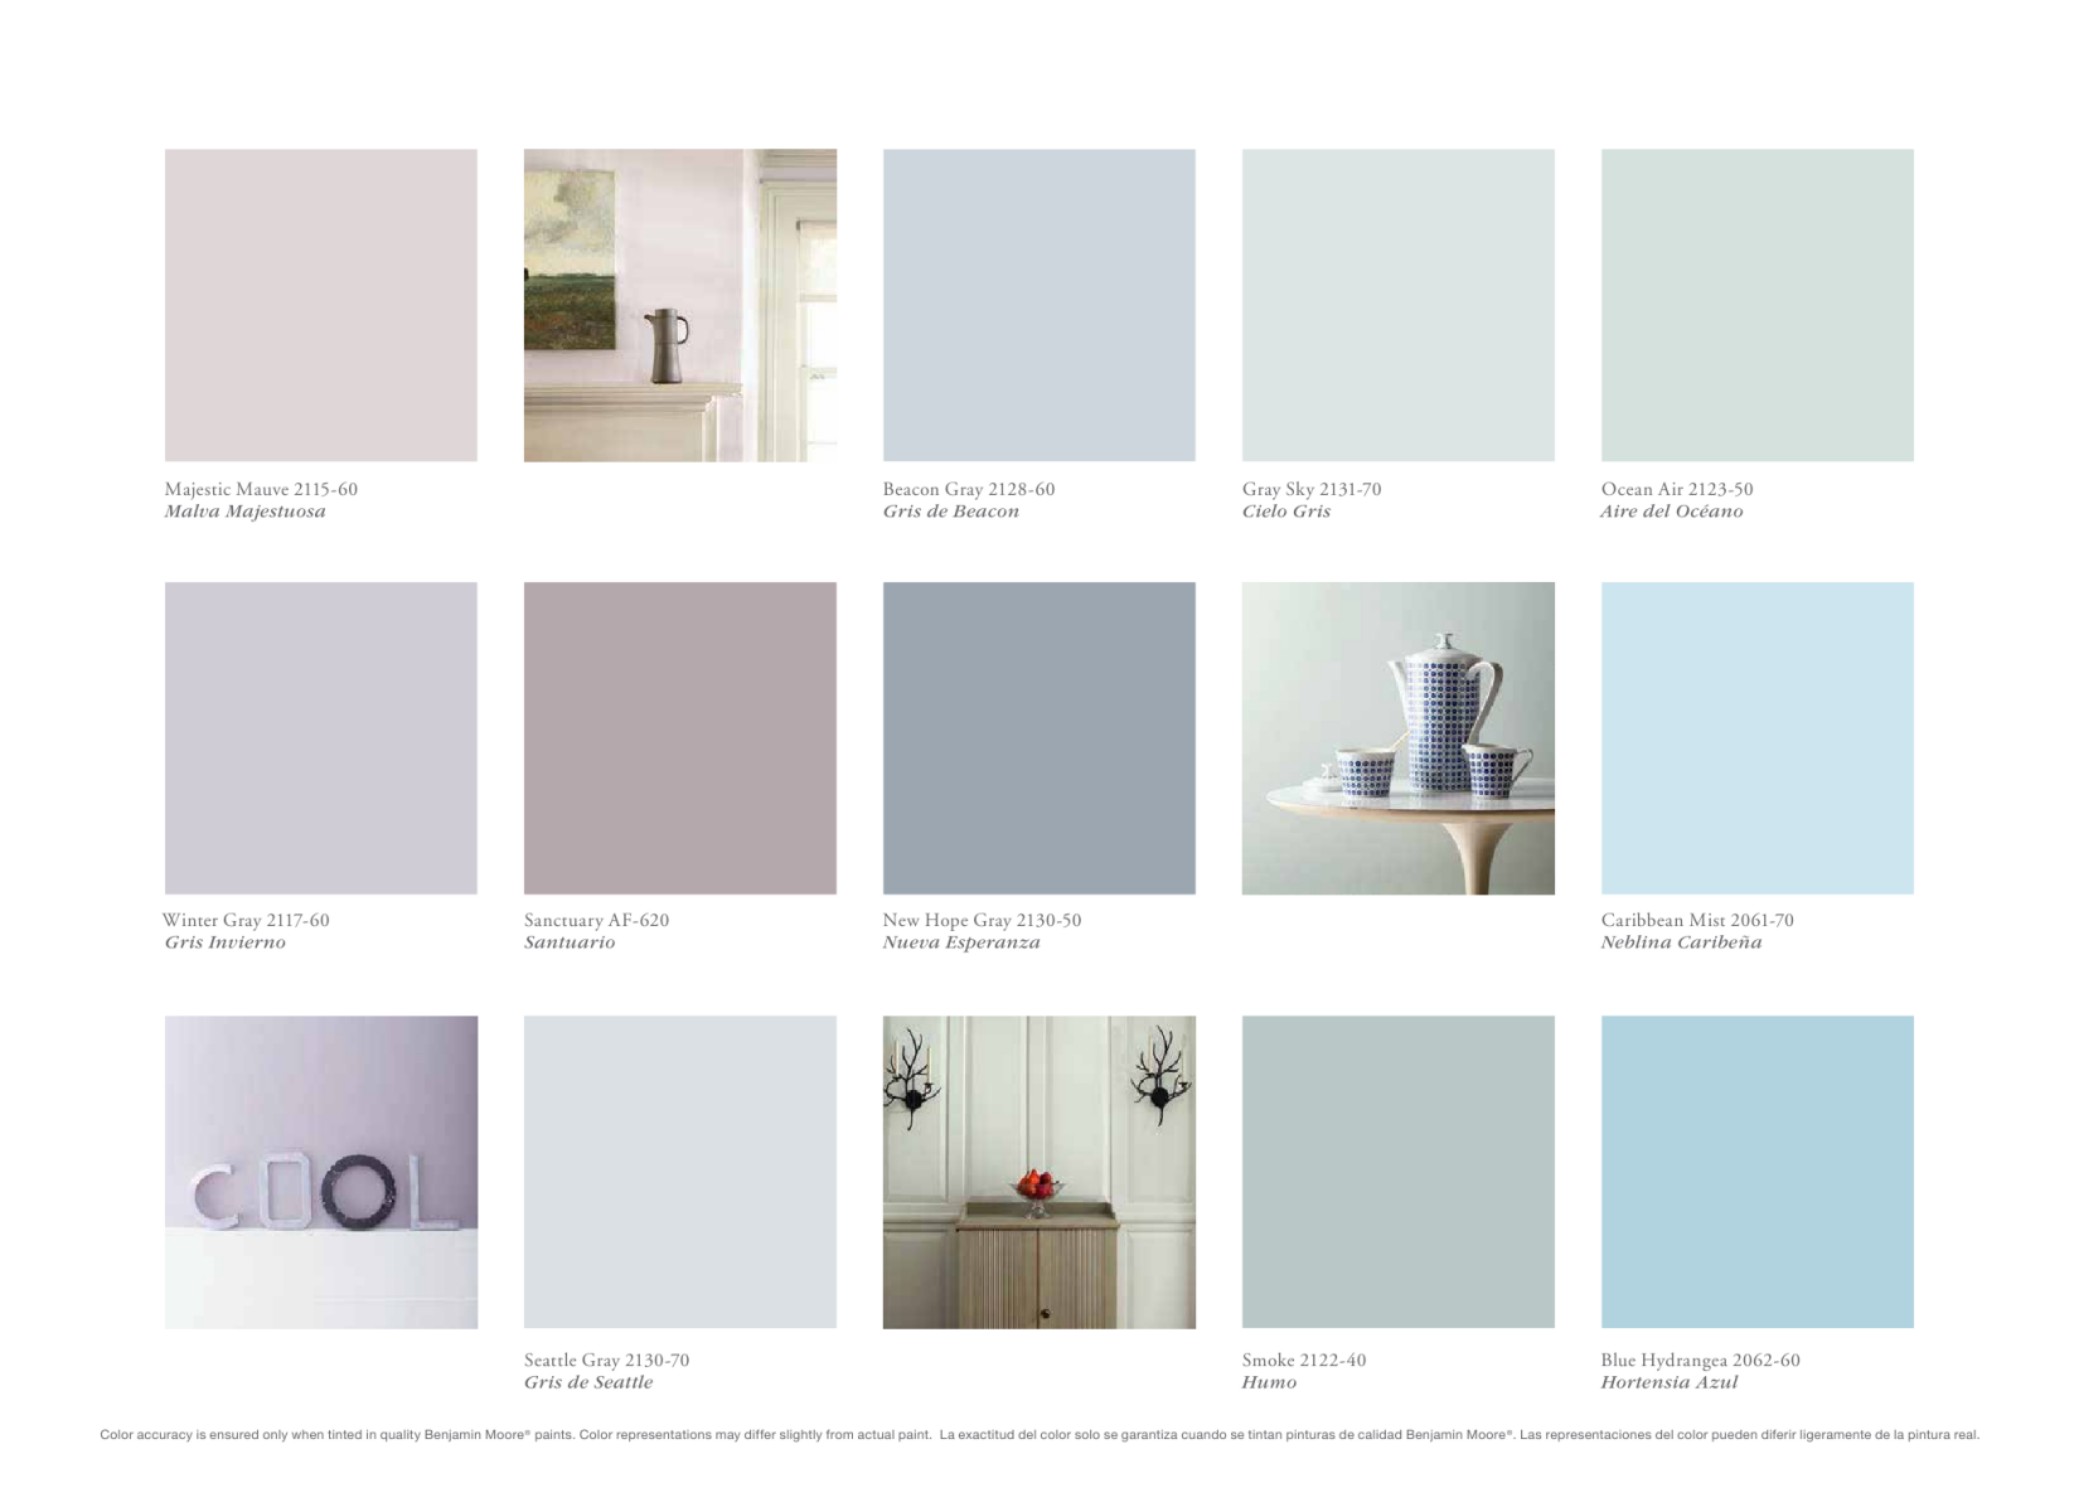 Majestic Mauve 2115-60
Malva Majestuosa
Beacon Gray 2128-60
Gris de Beacon
Gray Sky 2131-70
Cielo Gris
Ocean Air 2123-50
Aire del Océano
Winter Gray 2117-60
Gris Invierno
Sanctuary AF-620
Santuario
New Hope Gray 2130-50
Nueva Esperanza
Caribbean Mist 2061-70
Neblina Caribeña
COOL
Seattle Gray 2130-70
Gris de Seattle
Smoke 2122-40
Humo
Blue Hydrangea 2062-60
Hortensia Azul
Color accuracy is ensured only when tinted in quality Benjamin Moore® paints. Color representations may differ slightly from actual paint. La exactitud del color solo se garantiza cuando se tintan pinturas de calidad Benjamin Moore®. Las representaciones del color pueden diferir ligeramente de la pintura real.